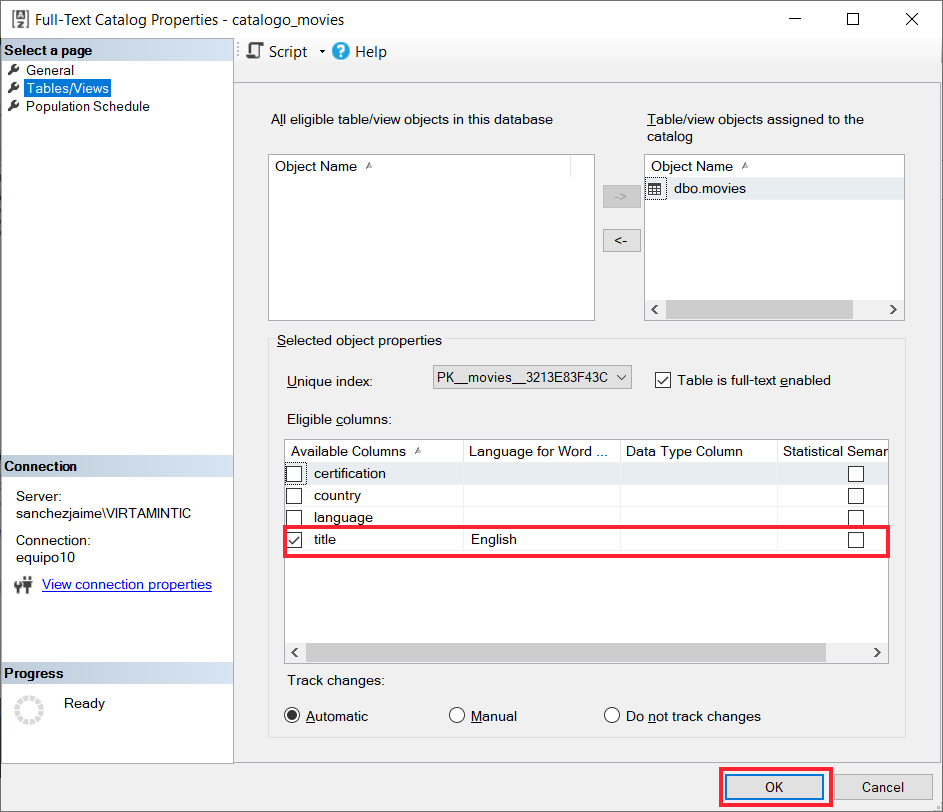 Full-Text Catalog Properties - catalogo_movies
Select a page
General
Tables/Views
Population Schedule
Script
Help
All eligible table/view objects in this database
Object Name
->
<-
Table/view objects assigned to the
catalog
Object Name
dbo.movies
Selected object properties
Unique index:
PK__movies__3213E83F43C
Table is full-text enabled
Eligible columns:
Available Columns
Language for Word ...
Data Type Column
Statistical Seman
certification
country
language
title
English
Track changes:
Automatic
Manual
Do not track changes
Connection
Server:
sanchezjaime\VIRTAMINTIC
Connection:
equipo10
View connection properties
Progress
Ready
OK
Cancel